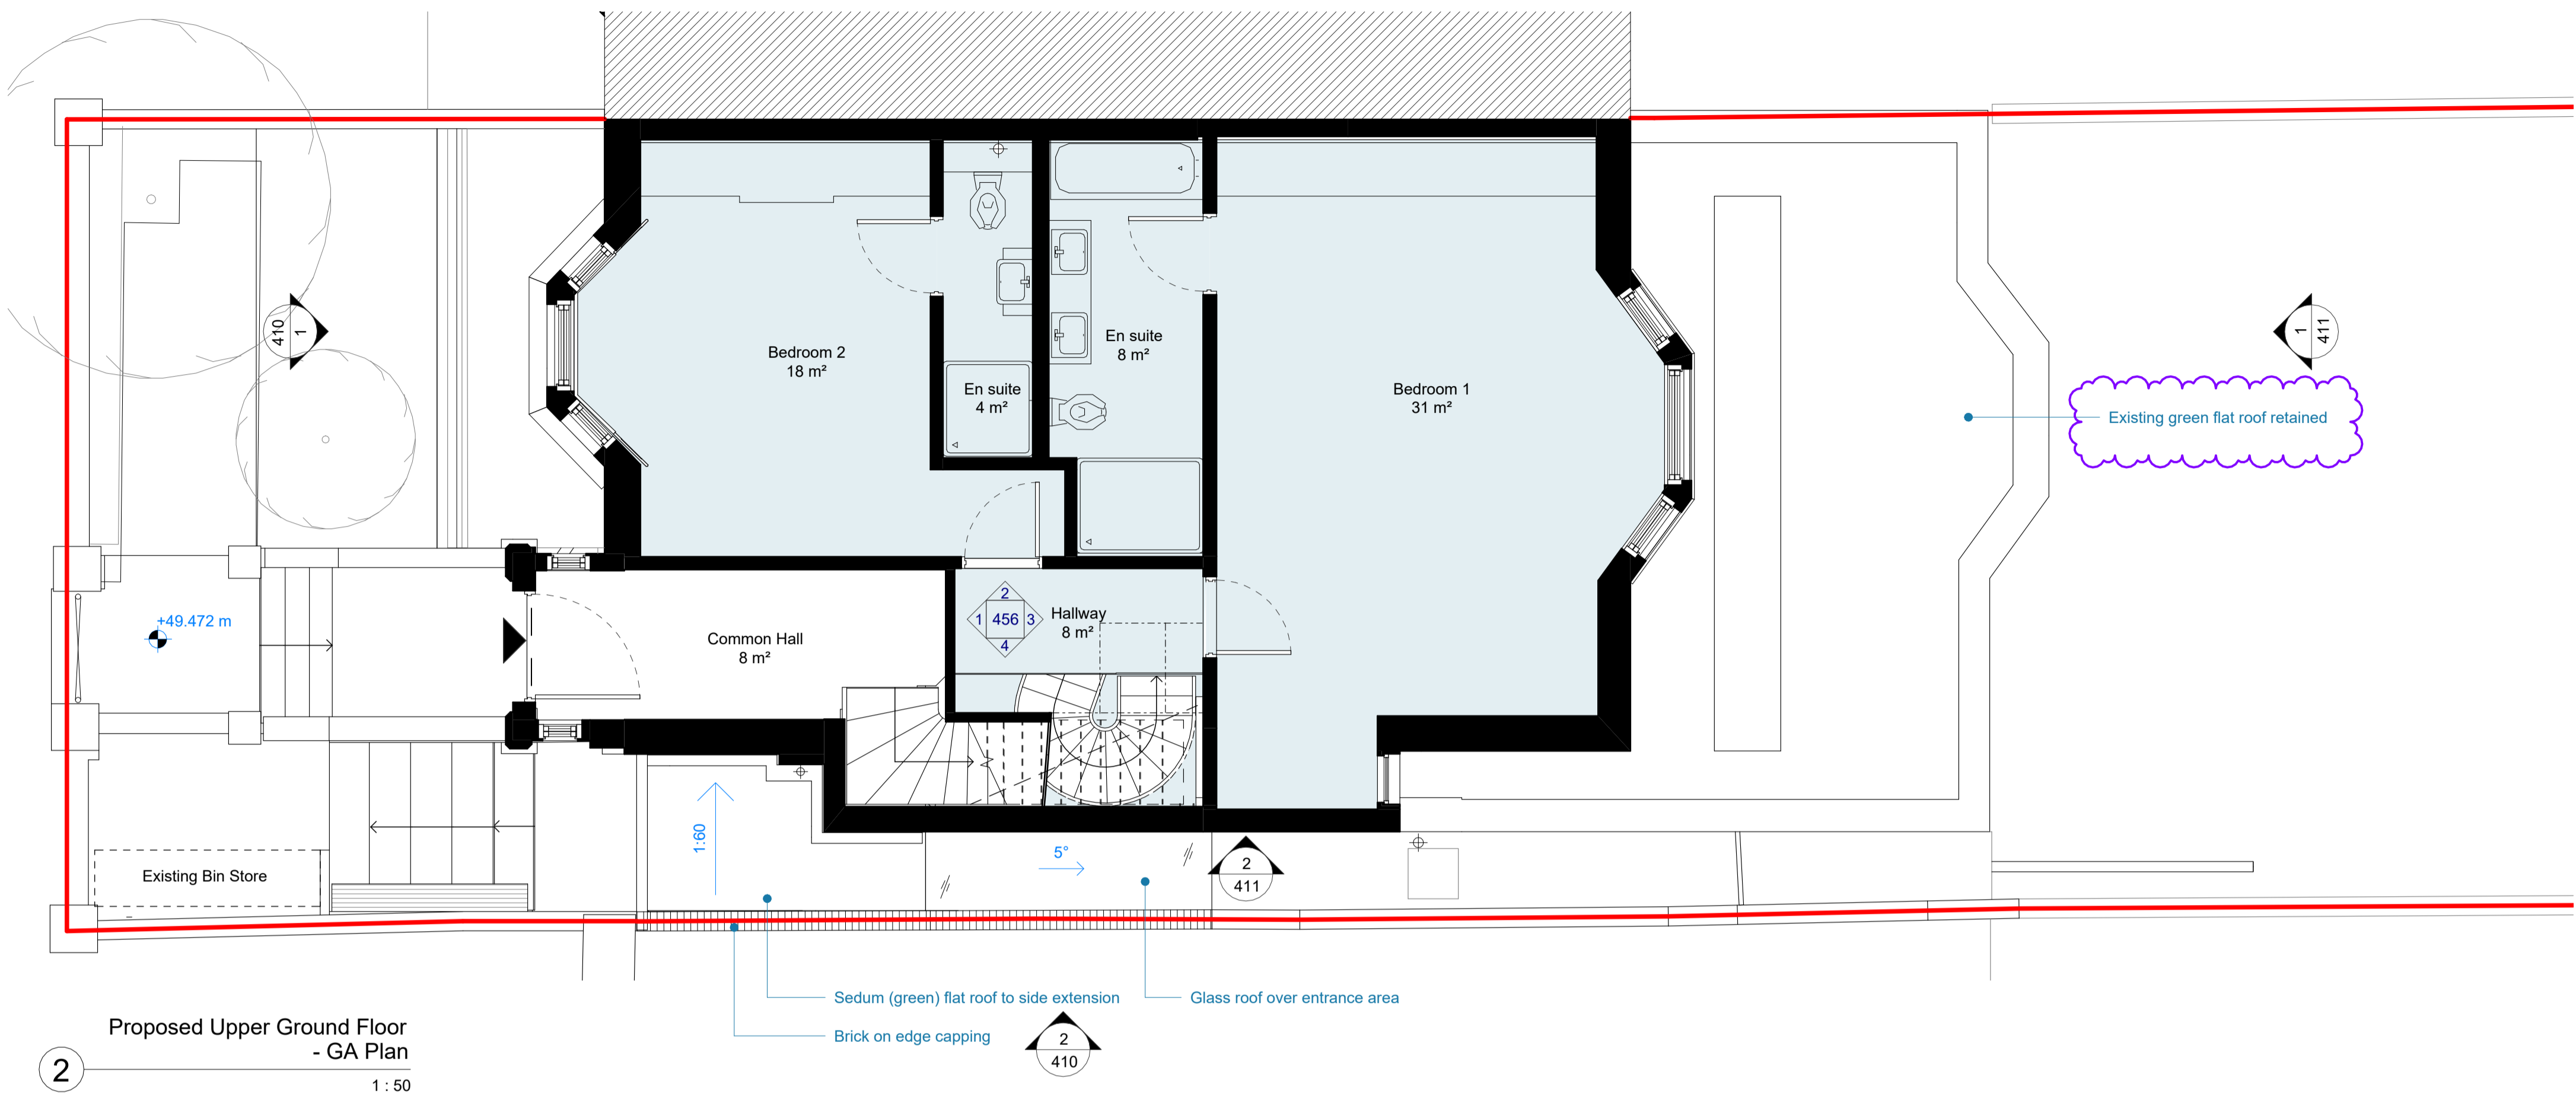 410
1
Bedroom 2
18 m²
En suite
4 m²
En suite
8 m²
Bedroom 1
31 m²
1
411
Existing green flat roof retained
+49.472 m
Common Hall
8 m²
2
1 456 3
4
Hallway
8 m²
1:60
5°
Existing Bin Store
2
411
Sedum (green) flat roof to side extension
Glass roof over entrance area
Brick on edge capping
2
410
Proposed Upper Ground Floor
- GA Plan
2
1 : 50